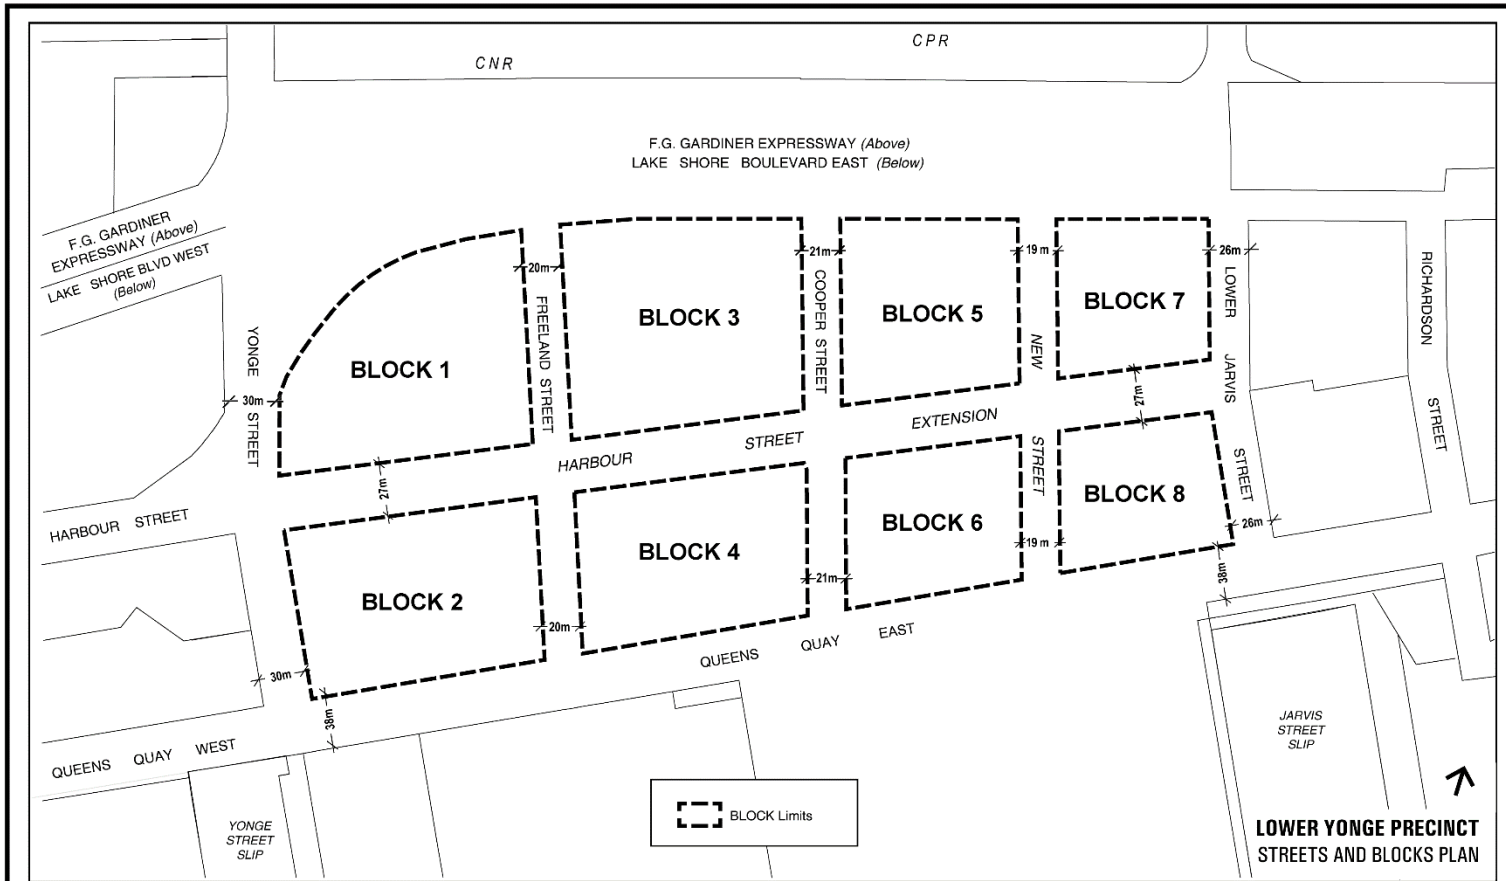 CPR
CNR
F.G. GARDINER EXPRESSWAY (Above)
LAKE SHORE BOULEVARD EAST (Below)
F.G. GARDINER
EXPRESSWAY (Above)
LAKE SHORE BLVD WEST
(Below)
20m
21m
19 m
26m
FREELAND STREET
COOPER STREET
LOWER JARVIS STREET
RICHARDSON STREET
YONGE STREET
NEW STREET
BLOCK 1
BLOCK 3
BLOCK 5
BLOCK 7
30m
27m
27m
HARBOUR STREET EXTENSION
HARBOUR STREET
BLOCK 2
BLOCK 4
BLOCK 6
BLOCK 8
26m
19 m
21m
20m
38m
30m
38m
QUEENS QUAY EAST
QUEENS QUAY WEST
YONGE
STREET
SLIP
JARVIS
STREET
SLIP
BLOCK Limits
LOWER YONGE PRECINCT
STREETS AND BLOCKS PLAN